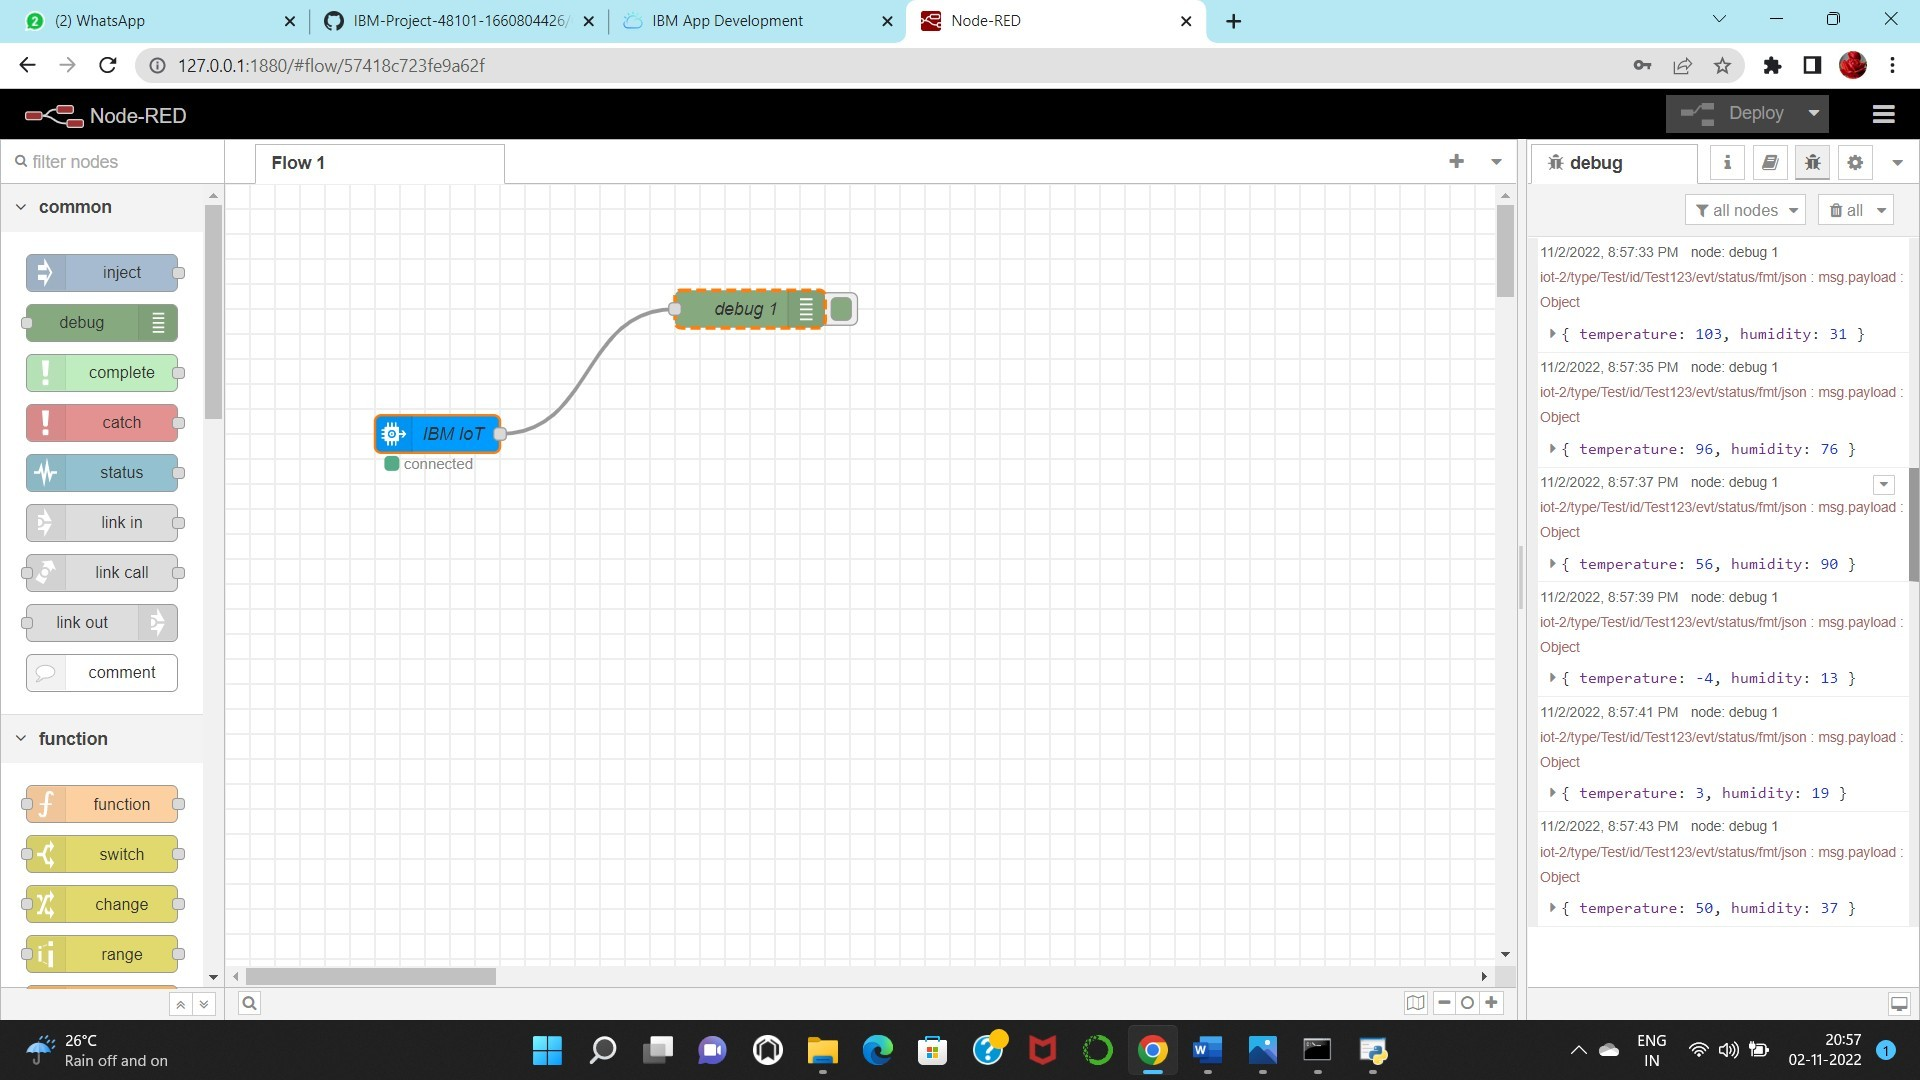 (2) WhatsApp
IBM-Project-48101-1660804426/
IBM App Development
Node-RED
127.0.0.1:1880/#flow/57418c723fe9a62f
Node-RED
Deploy
filter nodes
Flow 1
debug
all nodes
all
common
inject
debug
complete
catch
status
link in
link call
link out
comment
function
function
switch
change
range
debug 1
IBM IoT
connected
11/2/2022, 8:57:33 PM node: debug 1
iot-2/type/Test/id/Test123/evt/status/fmt/json : msg.payload :
Object
{ temperature: 103, humidity: 31 }
11/2/2022, 8:57:35 PM node: debug 1
iot-2/type/Test/id/Test123/evt/status/fmt/json : msg.payload :
Object
{ temperature: 96, humidity: 76 }
11/2/2022, 8:57:37 PM node: debug 1
iot-2/type/Test/id/Test123/evt/status/fmt/json : msg.payload :
Object
{ temperature: 56, humidity: 90 }
11/2/2022, 8:57:39 PM node: debug 1
iot-2/type/Test/id/Test123/evt/status/fmt/json : msg.payload :
Object
{ temperature: -4, humidity: 13 }
11/2/2022, 8:57:41 PM node: debug 1
iot-2/type/Test/id/Test123/evt/status/fmt/json : msg.payload :
Object
{ temperature: 3, humidity: 19 }
11/2/2022, 8:57:43 PM node: debug 1
iot-2/type/Test/id/Test123/evt/status/fmt/json : msg.payload :
Object
{ temperature: 50, humidity: 37 }
26°C
Rain off and on
ENG
IN
20:57
02-11-2022
1